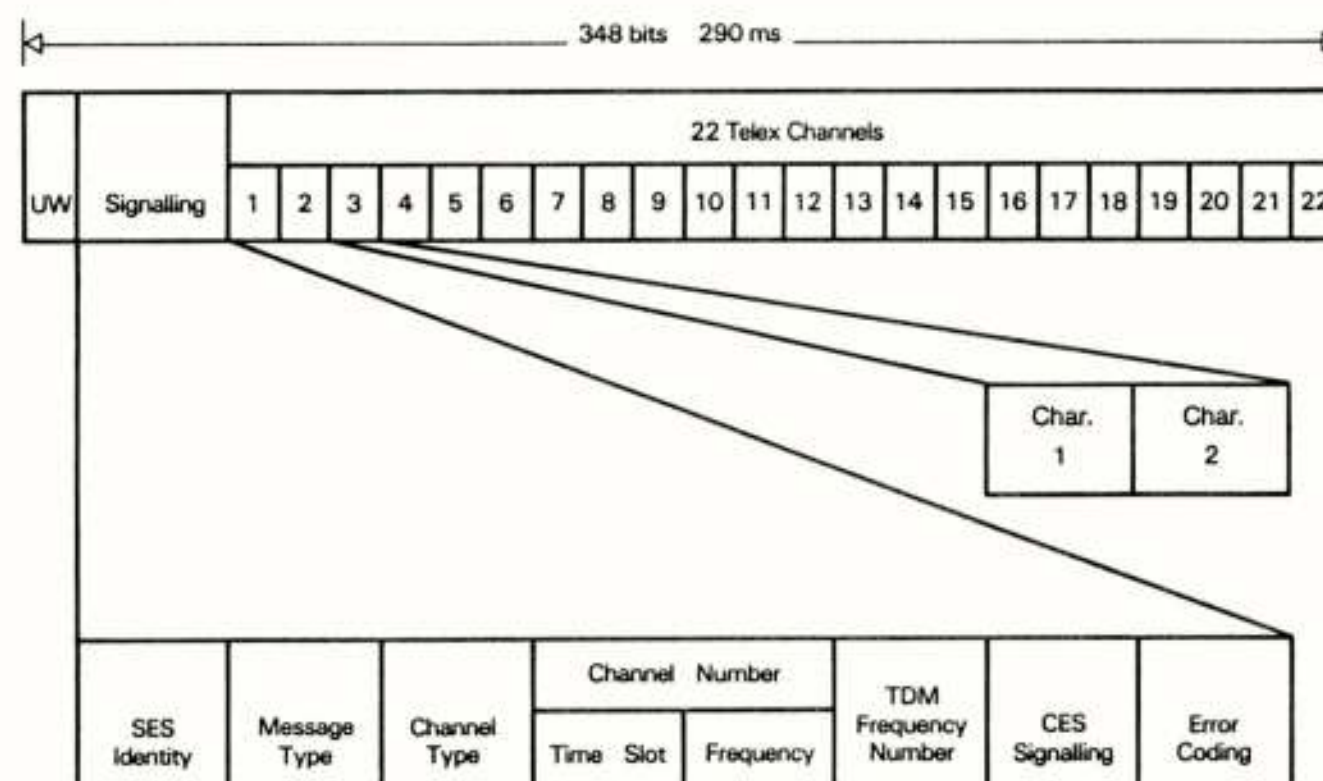 348 bits 290 ms
22 Telex Channels
UW Signalling 1 2 3 4 5 6 7 8 9 10 11 12 13 14 15 16 17 18 19 20 21 22
Char. 1
Char. 2
SES Identity
Message Type
Channel Type
Channel Number
Time Slot
Frequency
TDM Frequency Number
CES Signalling
Error Coding